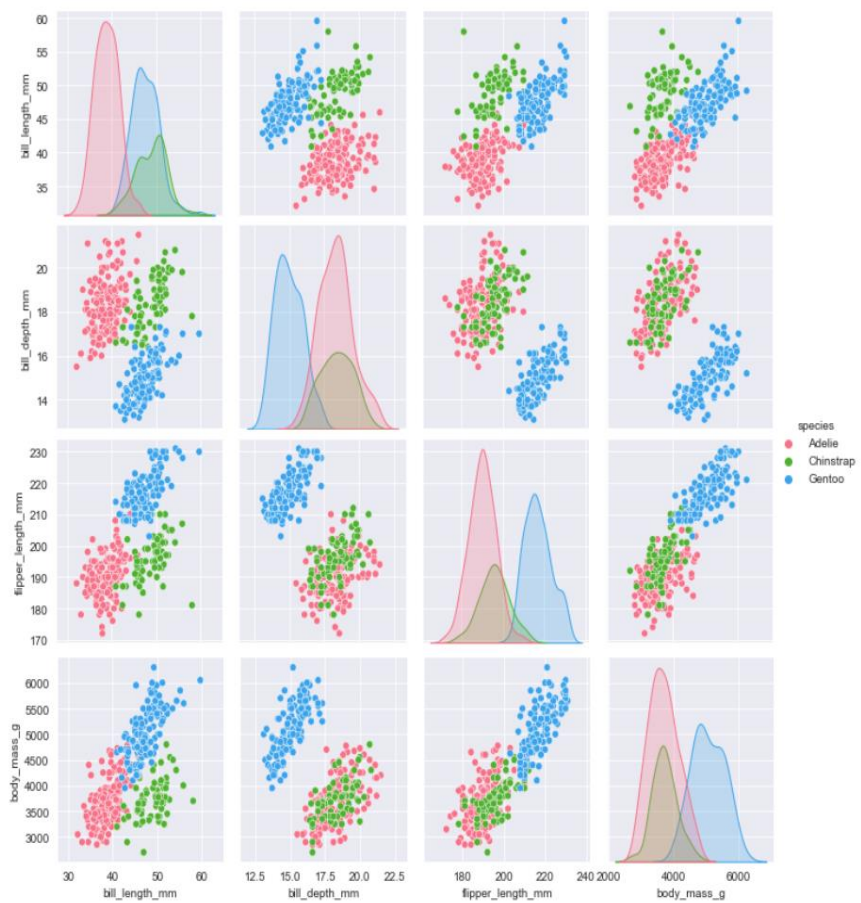 60
55
50
45
40
35
bill_length_mm
20
18
16
14
bill_depth_mm
species
Adelie
Chinstrap
Gentoo
230
220
210
200
190
180
170
flipper_length_mm
6000
5500
5000
4500
4000
3500
3000
body_mass_g
30 40 50 60
bill_length_mm
12.5 15.0 17.5 20.0 22.5
bill_depth_mm
180 200 220 240
flipper_length_mm
2000 4000 6000
body_mass_g